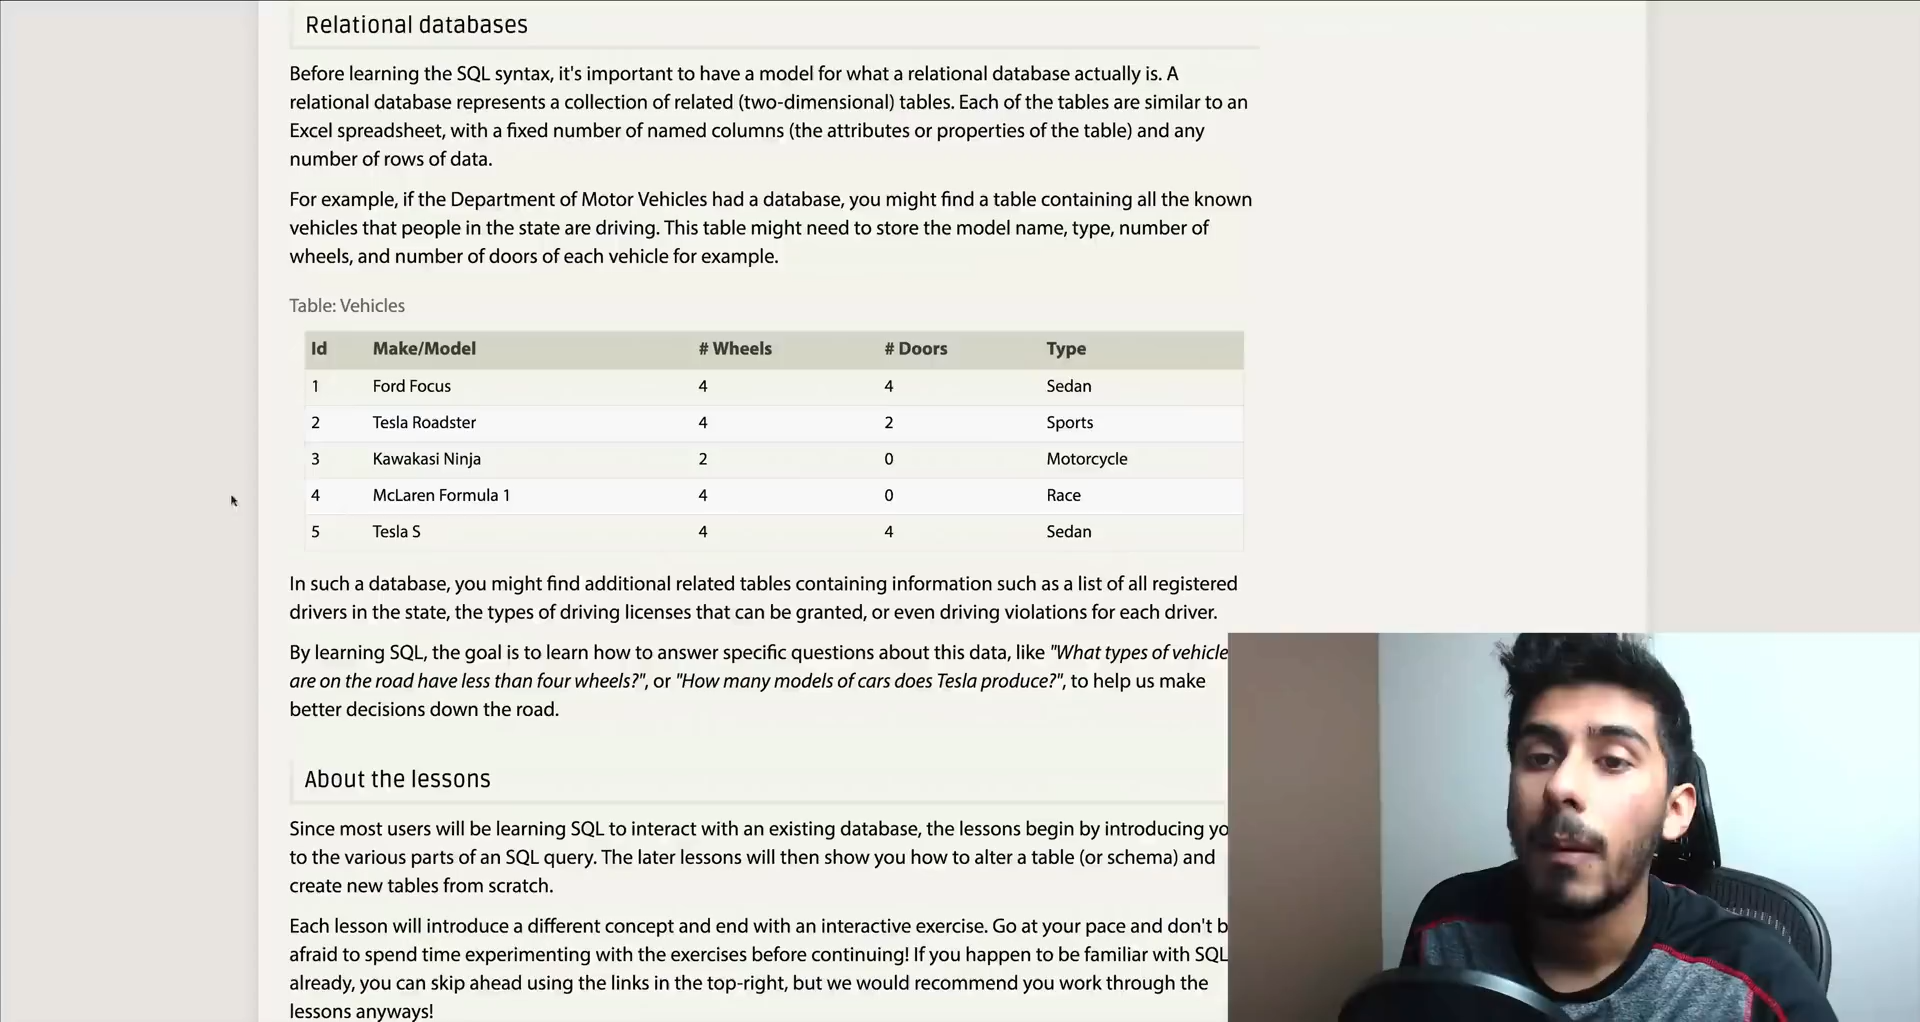 Relational databases
Before learning the SQL syntax, it's important to have a model for what a relational database actually is. A
relational database represents a collection of related (two-dimensional) tables. Each of the tables are similar to an
Excel spreadsheet, with a fixed number of named columns (the attributes or properties of the table) and any
number of rows of data.
For example, if the Department of Motor Vehicles had a database, you might find a table containing all the known
vehicles that people in the state are driving. This table might need to store the model name, type, number of
wheels, and number of doors of each vehicle for example.
Table: Vehicles
Id Make/Model # Wheels # Doors Type
1 Ford Focus 4 4 Sedan
2 Tesla Roadster 4 2 Sports
3 Kawakasi Ninja 2 0 Motorcycle
4 McLaren Formula 1 4 0 Race
5 Tesla S 4 4 Sedan
In such a database, you might find additional related tables containing information such as a list of all registered
drivers in the state, the types of driving licenses that can be granted, or even driving violations for each driver.
By learning SQL, the goal is to learn how to answer specific questions about this data, like "What types of vehicle
are on the road have less than four wheels?", or "How many models of cars does Tesla produce?", to help us make
better decisions down the road.
About the lessons
Since most users will be learning SQL to interact with an existing database, the lessons begin by introducing yo
to the various parts of an SQL query. The later lessons will then show you how to alter a table (or schema) and
create new tables from scratch.
Each lesson will introduce a different concept and end with an interactive exercise. Go at your pace and don't b
afraid to spend time experimenting with the exercises before continuing! If you happen to be familiar with SQL
already, you can skip ahead using the links in the top-right, but we would recommend you work through the
lessons anyways!